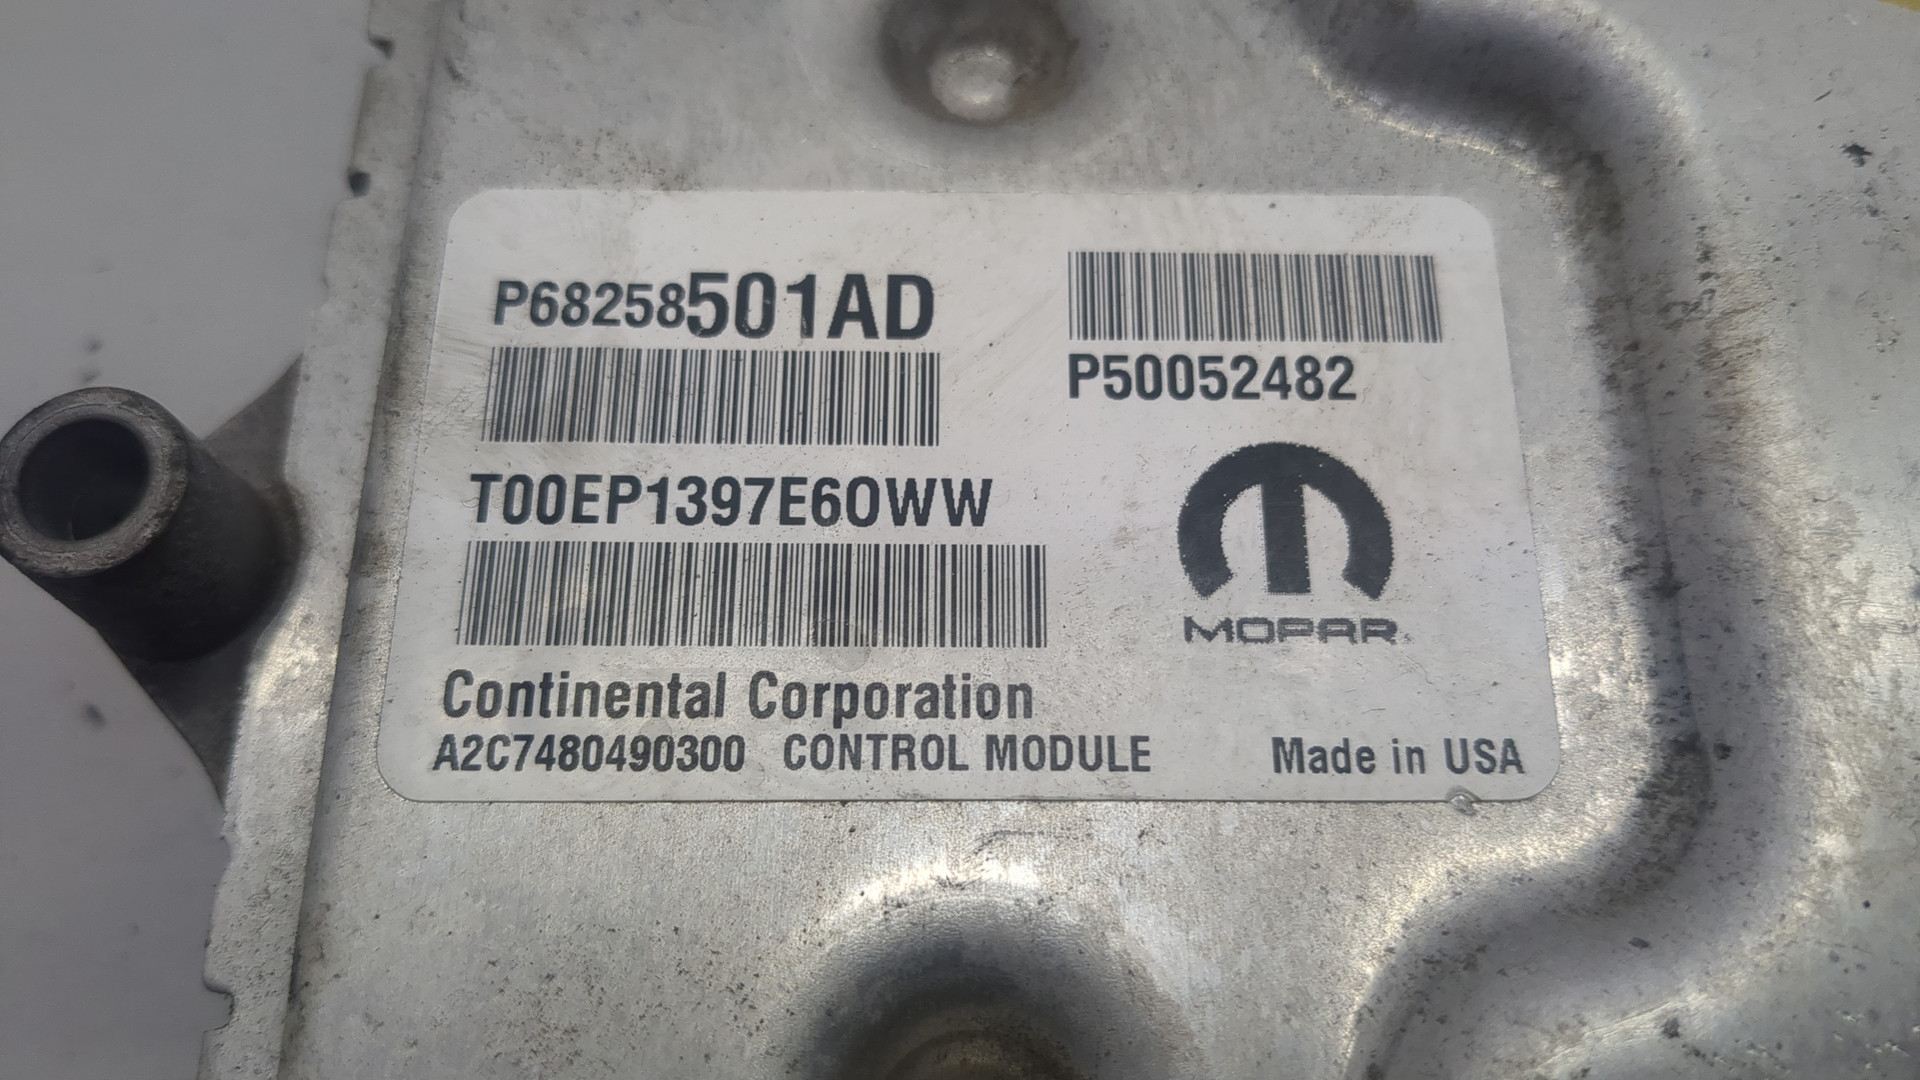 P68258501AD
P50052482
T00EP1397E60WW
MOPAR
Continental Corporation
A2C7480490300 CONTROL MODULE Made in USA